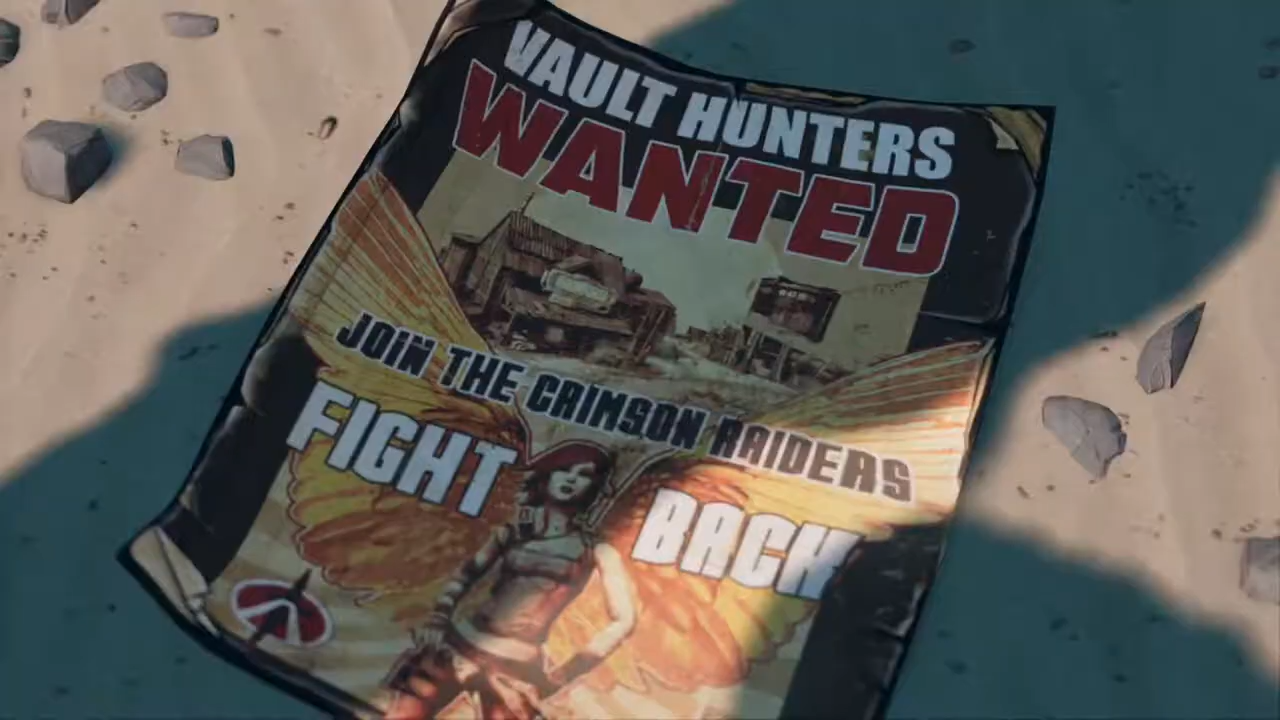 VAULT HUNTERS
WANTED
JOIN THE CRIMSON RAIDERS
FIGHT
BACK